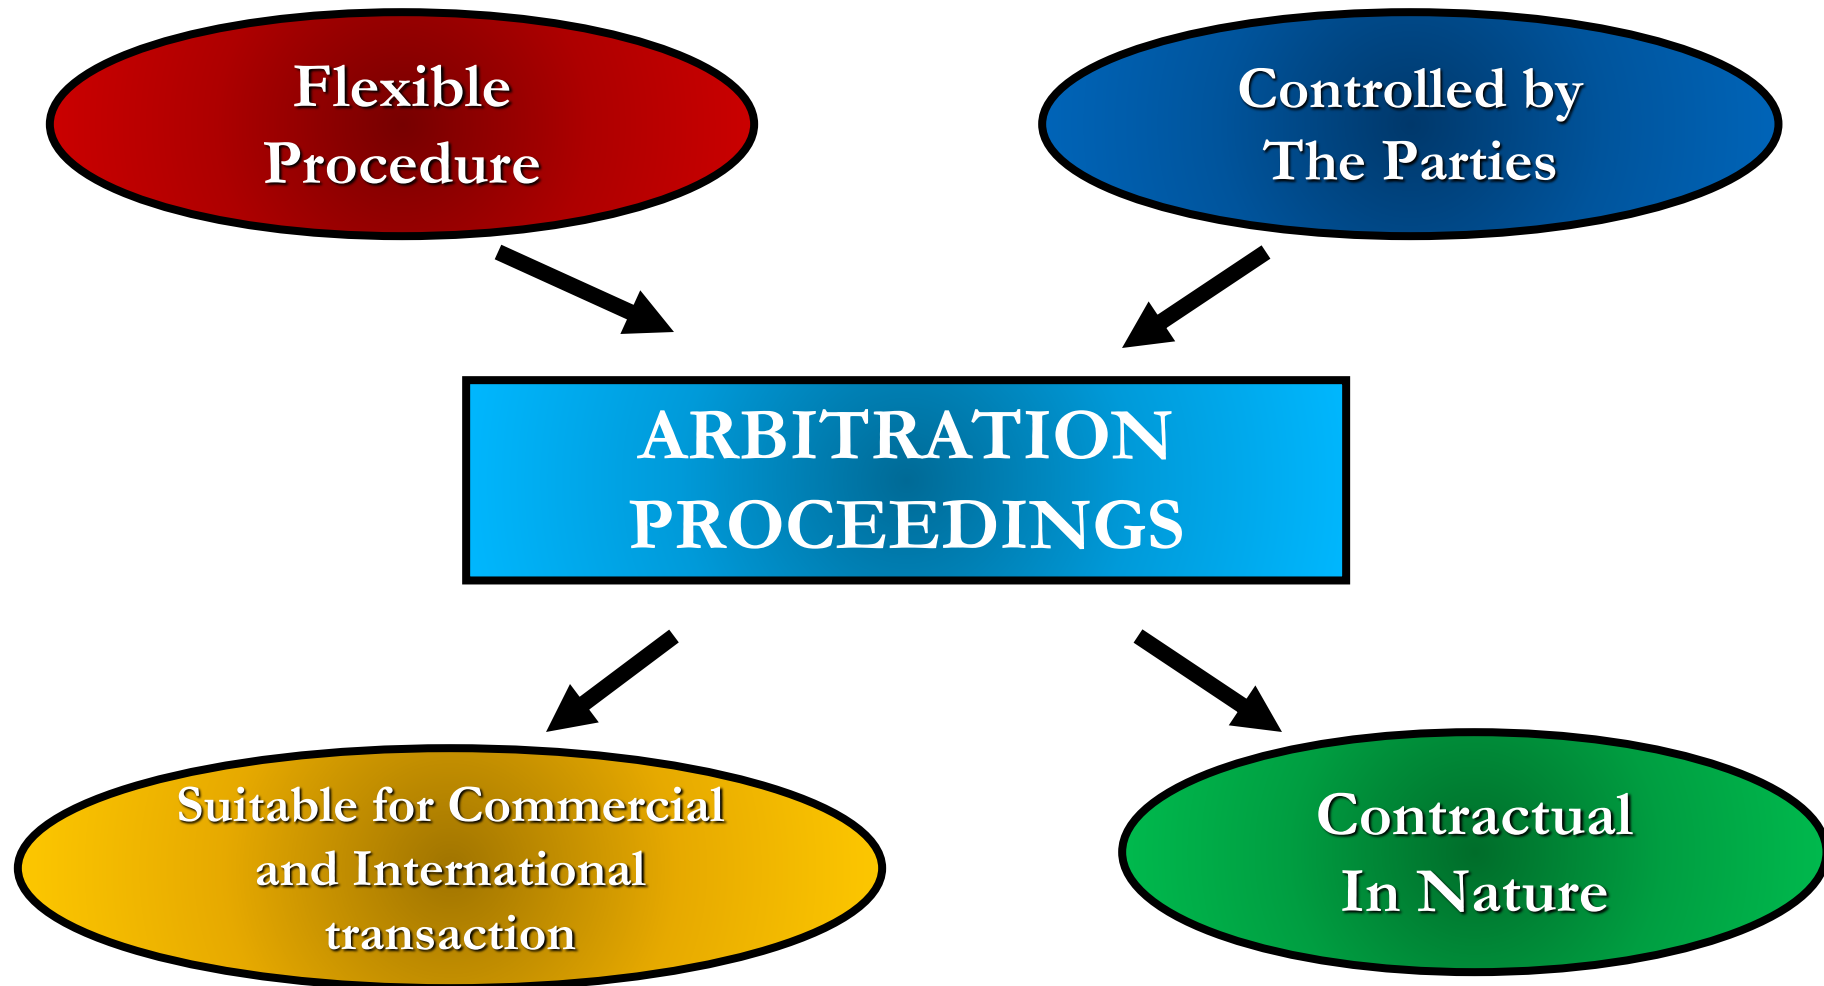 Flexible
Procedure
Controlled by
The Parties
ARBITRATION
PROCEEDINGS
Suitable for Commercial
and International
transaction
Contractual
In Nature